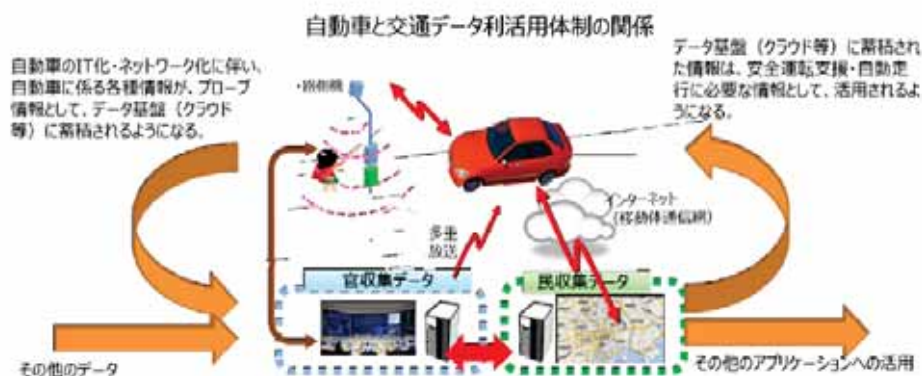 自動車と交通データ利活用体制の関係
自動車のIT化・ネットワーク化に伴い、
自動車に係る各種情報が、プローブ
情報として、データ基盤（クラウド
等）に蓄積されるようになる。
データ基盤（クラウド等）に蓄積され
た情報は、安全運転支援・自動走
行に必要な情報として、活用されるよ
うになる。
・路側機
インターネット
(移動体通信網)
多重
放送
官収集データ
民収集データ
その他のデータ
その他のアプリケーションへの活用